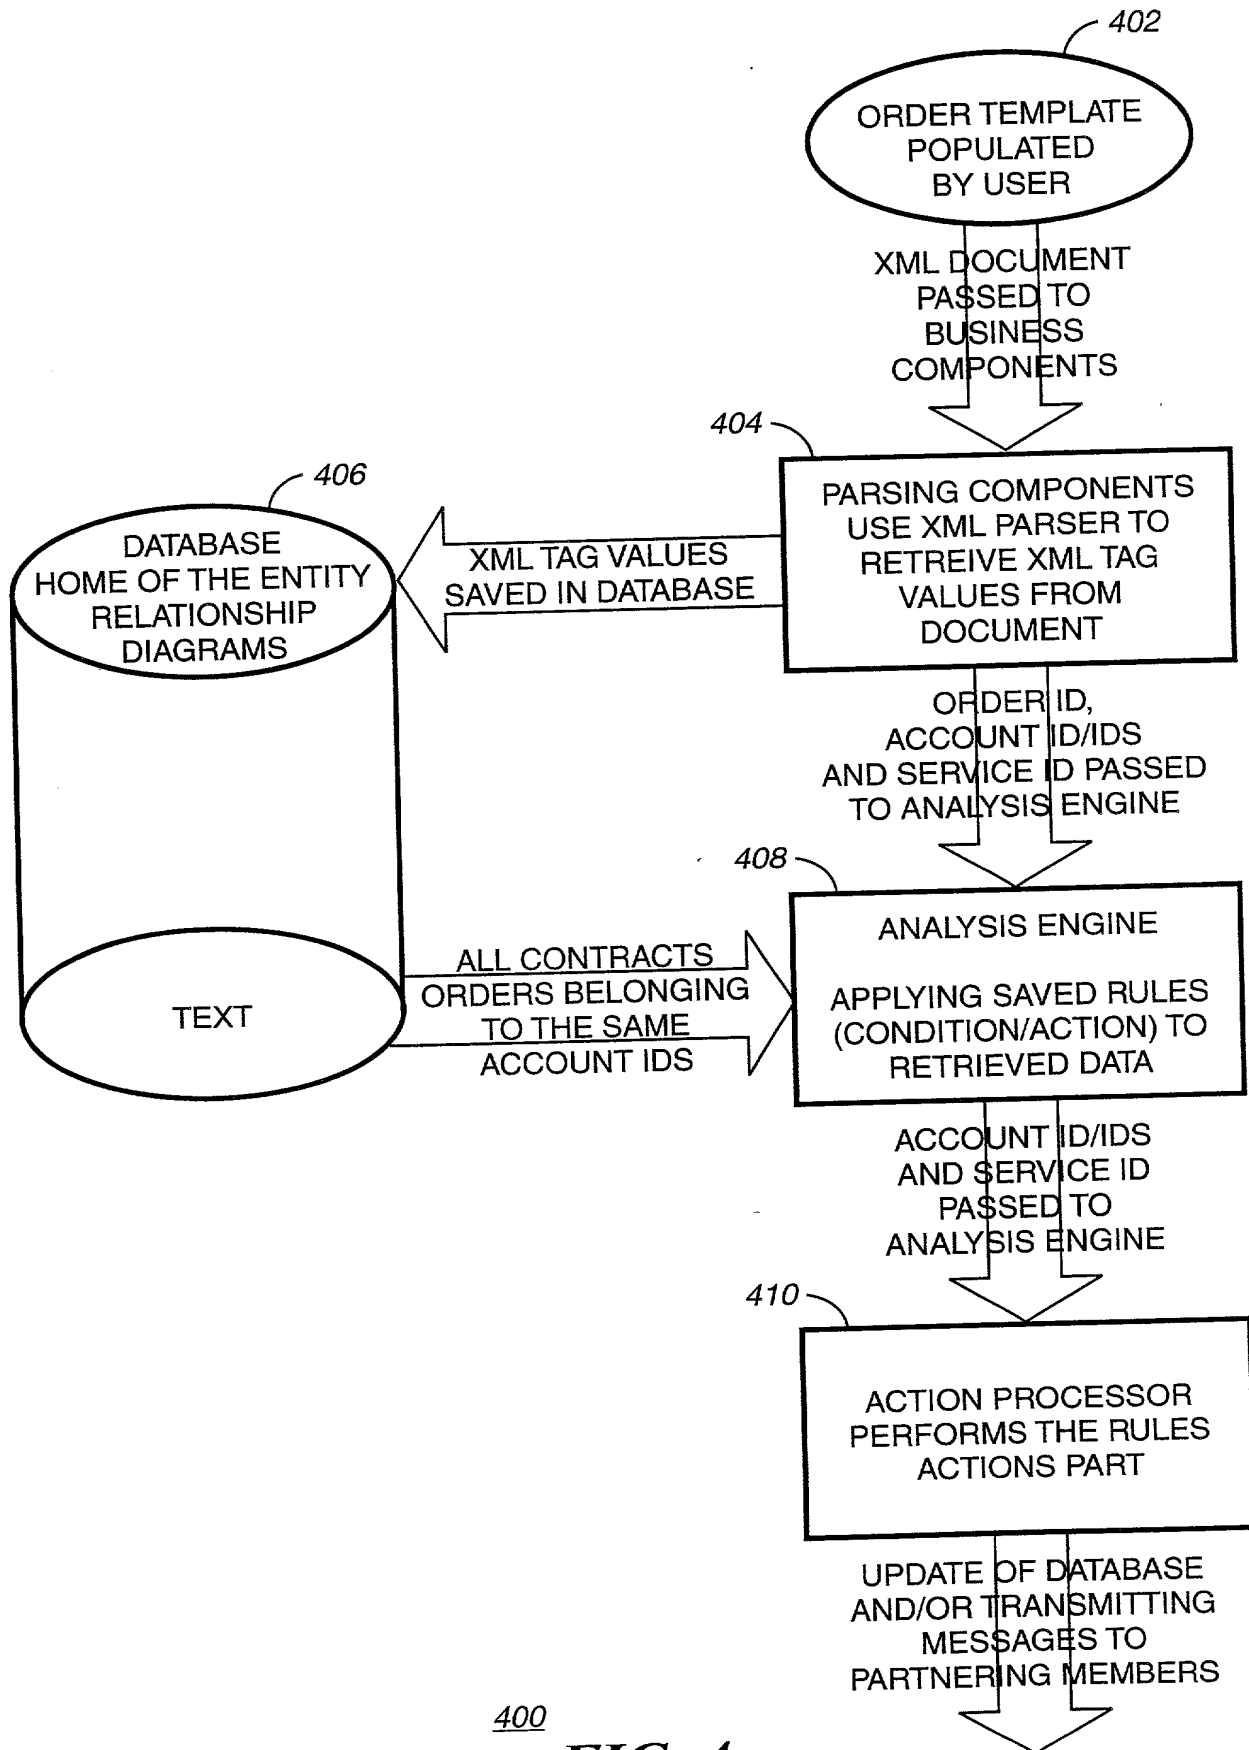 402
ORDER TEMPLATE
POPULATED
BY USER
XML DOCUMENT
PASSED TO
BUSINESS
COMPONENTS
404
PARSING COMPONENTS
USE XML PARSER TO
RETREIVE XML TAG
VALUES FROM
DOCUMENT
406
DATABASE
HOME OF THE ENTITY
RELATIONSHIP
DIAGRAMS
XML TAG VALUES
SAVED IN DATABASE
ORDER ID,
ACCOUNT ID/IDS
AND SERVICE ID PASSED
TO ANALYSIS ENGINE
408
ANALYSIS ENGINE
APPLYING SAVED RULES
(CONDITION/ACTION) TO
RETRIEVED DATA
TEXT
ALL CONTRACTS
ORDERS BELONGING
TO THE SAME
ACCOUNT IDS
ACCOUNT ID/IDS
AND SERVICE ID
PASSED TO
ANALYSIS ENGINE
410
ACTION PROCESSOR
PERFORMS THE RULES
ACTIONS PART
UPDATE OF DATABASE
AND/OR TRANSMITTING
MESSAGES TO
PARTNERING MEMBERS
400
FIG. 4